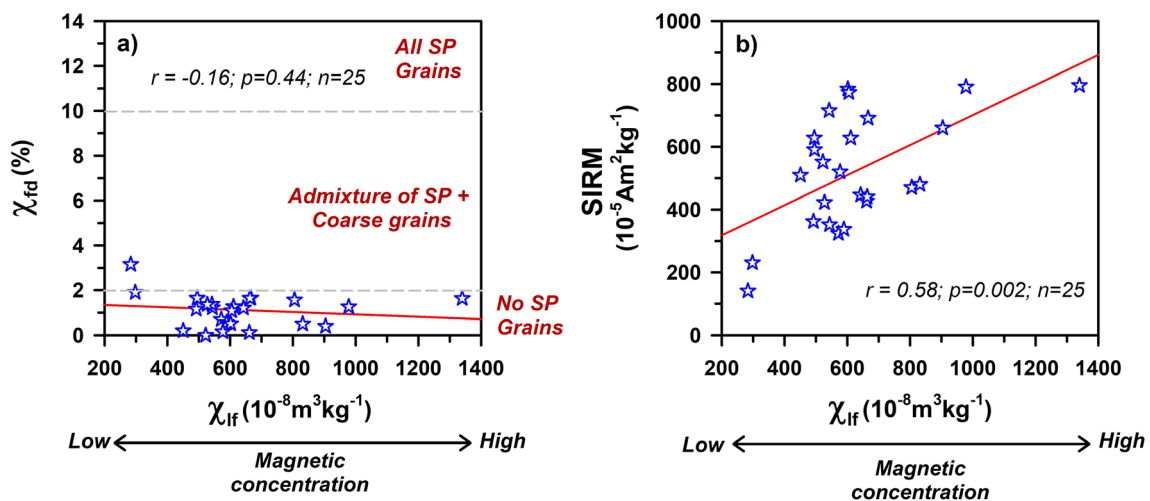 a)
All SP
Grains
r = -0.16; p=0.44; n=25
Admixture of SP +
Coarse grains
No SP
Grains
χfd (%)
14
12
10
8
6
4
2
0
200 400 600 800 1000 1200 1400
χlf (10⁻⁸m³kg⁻¹)
Low High
Magnetic
concentration
b)
SIRM
(10⁻⁵Am²kg⁻¹)
1000
800
600
400
200
0
r = 0.58; p=0.002; n=25
200 400 600 800 1000 1200 1400
χlf (10⁻⁸m³kg⁻¹)
Low High
Magnetic
concentration